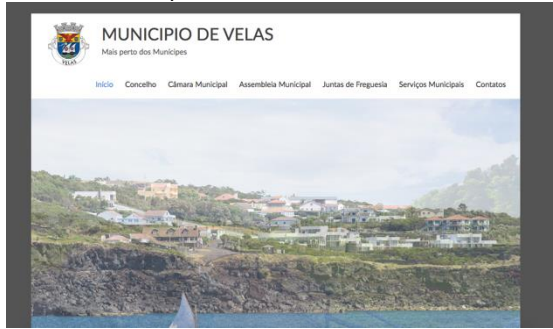 MUNICIPIO DE VELAS
Mais perto dos Munícipes
VELAS
Início Concelho Câmara Municipal Assembleia Municipal Juntas de Freguesia Serviços Municipais Contatos